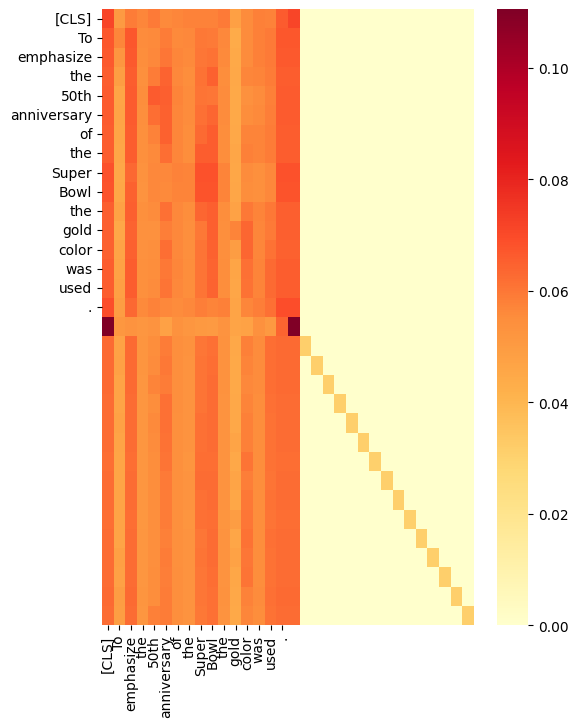 [CLS]
To
emphasize
the
50th
anniversary
of
the
Super
Bowl
the
gold
color
was
used
.
0.10
0.08
0.06
0.04
0.02
0.00
[CLS]
To
emphasize
the
50th
anniversary
of
the
Super
Bowl
the
gold
color
was
used
.